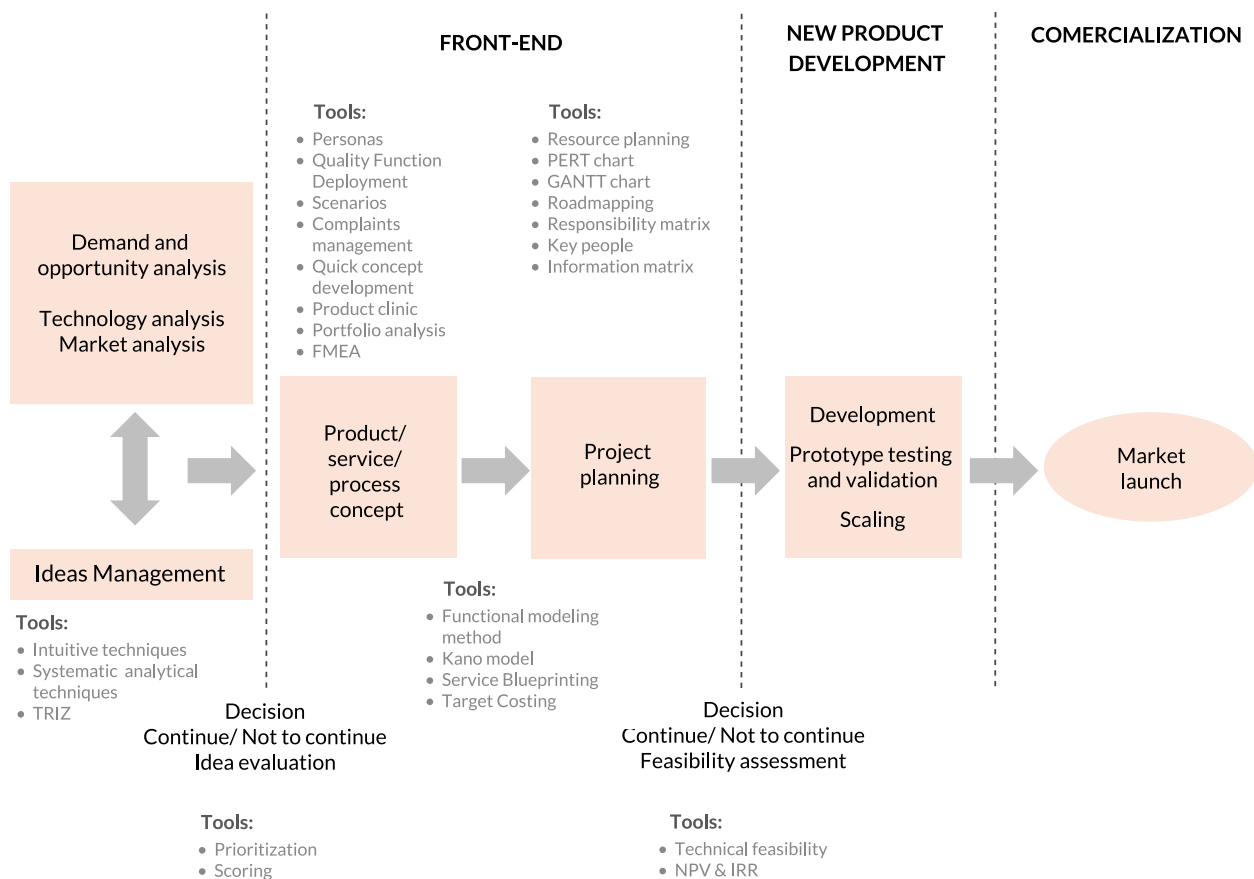 FRONT-END
NEW PRODUCT
DEVELOPMENT
COMERCIALIZATION
Tools:
• Personas
• Quality Function
Deployment
• Scenarios
• Complaints
management
• Quick concept
development
• Product clinic
• Portfolio analysis
• FMEA
Tools:
• Resource planning
• PERT chart
• GANTT chart
• Roadmapping
• Responsibility matrix
• Key people
• Information matrix
Demand and
opportunity analysis
Technology analysis
Market analysis
Product/
service/
process
concept
Project
planning
Development
Prototype testing
and validation
Scaling
Market
launch
Ideas Management
Tools:
• Intuitive techniques
• Systematic analytical
techniques
• TRIZ
Tools:
• Functional modeling
method
• Kano model
• Service Blueprinting
• Target Costing
Decision
Continue/ Not to continue
Idea evaluation
Decision
Continue/ Not to continue
Feasibility assessment
Tools:
• Prioritization
• Scoring
Tools:
• Technical feasibility
• NPV & IRR